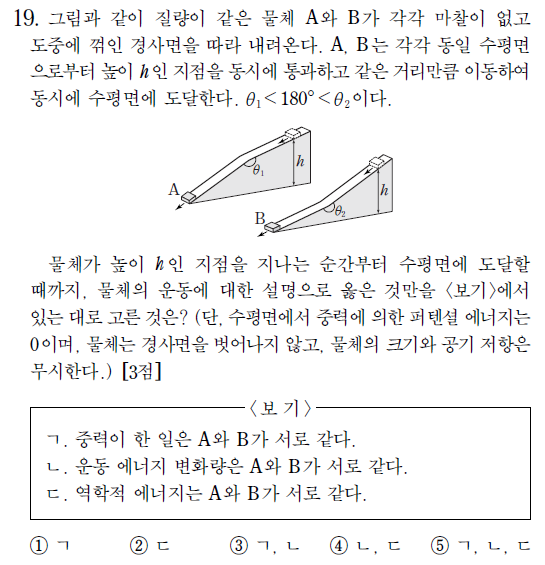 19. 그림과 같이 질량이 같은 물체 A와 B가 각각 마찰이 없고
도중에 꺾인 경사면을 따라 내려온다. A, B는 각각 동일 수평면
으로부터 높이 h인 지점을 동시에 통과하고 같은 거리만큼 이동하여
동시에 수평면에 도달한다. θ₁<180°<θ₂이다.
A
θ₁
h
B
θ₂
h
물체가 높이 h인 지점을 지나는 순간부터 수평면에 도달할
때까지, 물체의 운동에 대한 설명으로 옳은 것만을 <보기>에서
있는 대로 고른 것은? (단, 수평면에서 중력에 의한 퍼텐셜 에너지는
0이며, 물체는 경사면을 벗어나지 않고, 물체의 크기와 공기 저항은
무시한다.) [3점]
<보 기>
ㄱ. 중력이 한 일은 A와 B가 서로 같다.
ㄴ. 운동 에너지 변화량은 A와 B가 서로 같다.
ㄷ. 역학적 에너지는 A와 B가 서로 같다.
① ㄱ ② ㄷ ③ ㄱ, ㄴ ④ ㄴ, ㄷ ⑤ ㄱ, ㄴ, ㄷ